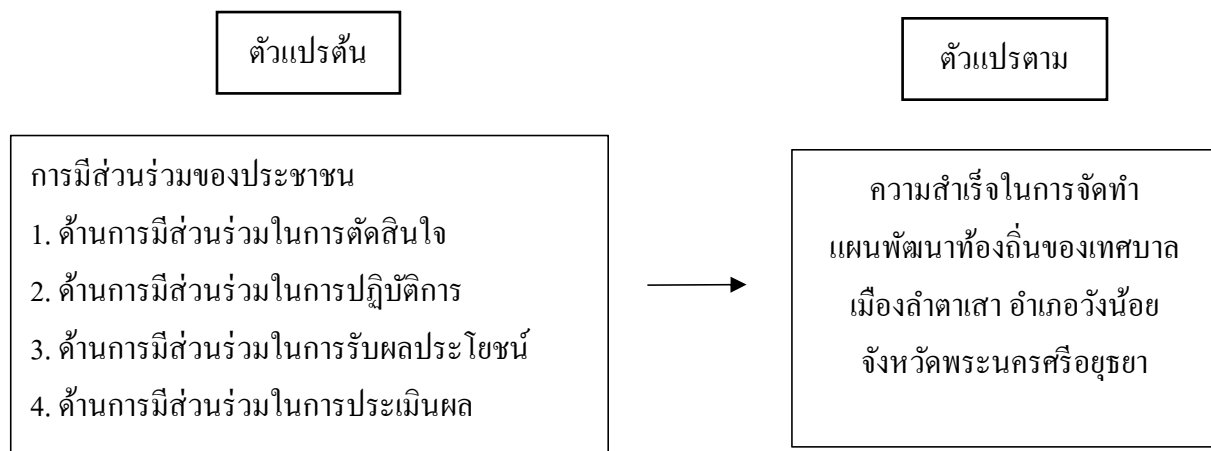 ตัวแปรต้น
ตัวแปรตาม
การมีส่วนร่วมของประชาชน
1. ด้านการมีส่วนร่วมในการตัดสินใจ
2. ด้านการมีส่วนร่วมในการปฏิบัติการ
3. ด้านการมีส่วนร่วมในการรับผลประโยชน์
4. ด้านการมีส่วนร่วมในการประเมินผล
ความสำเร็จในการจัดทำ
แผนพัฒนาท้องถิ่นของเทศบาล
เมืองลำตาเสา อำเภอวังน้อย
จังหวัดพระนครศรีอยุธยา